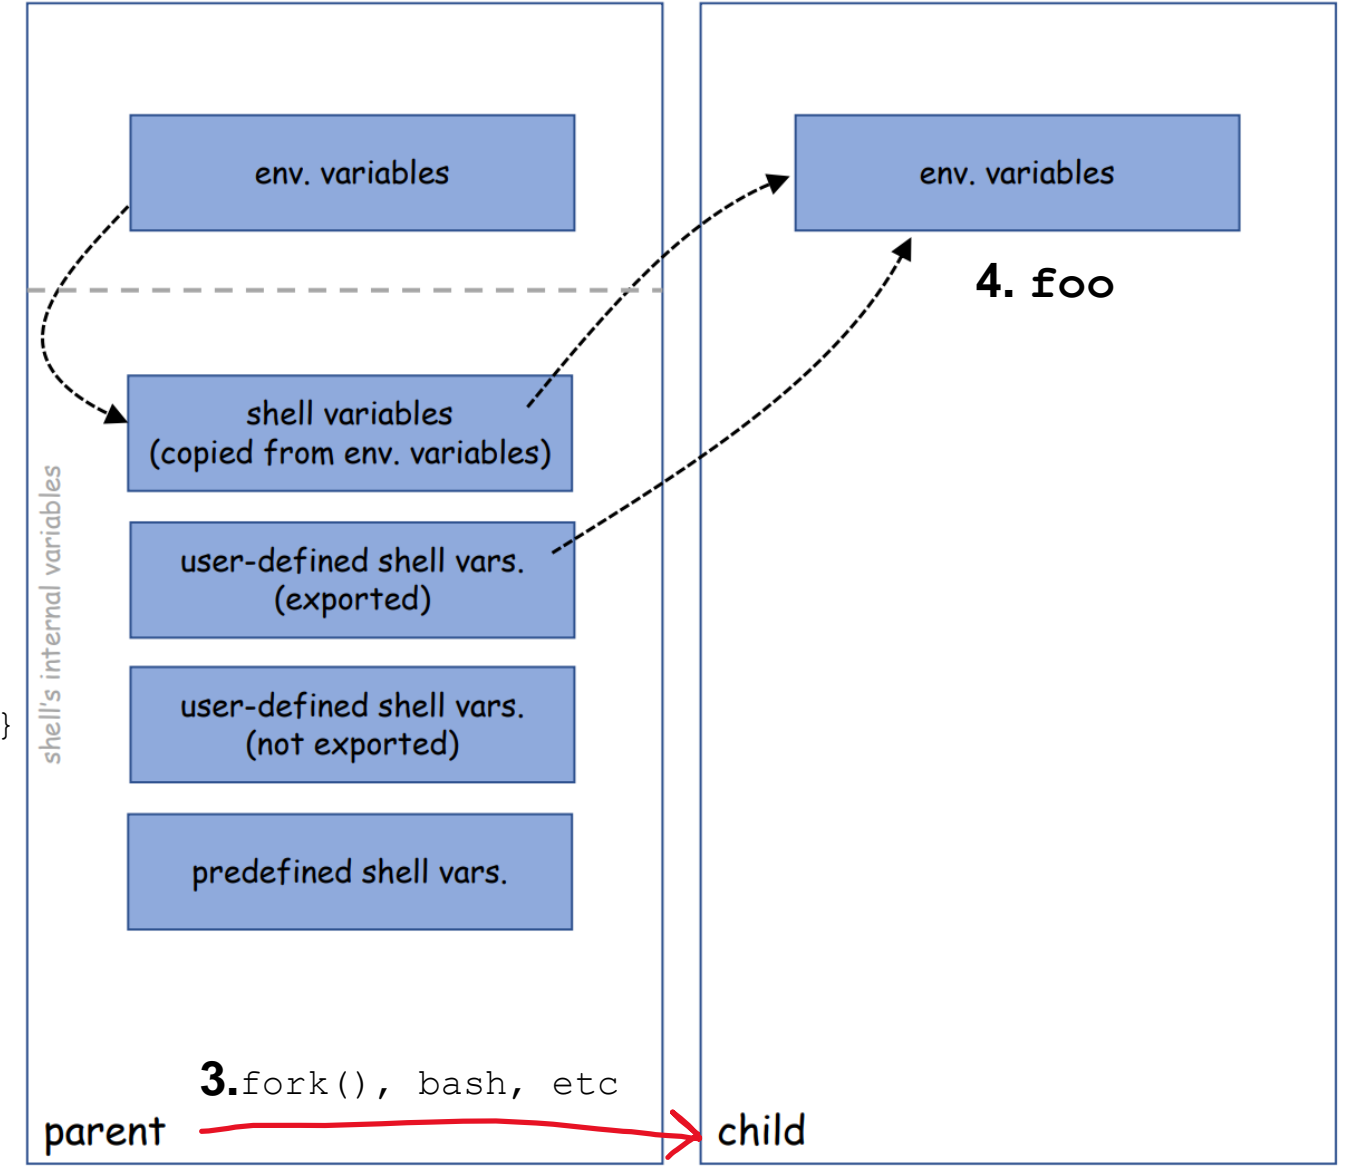 env. variables
env. variables
4. foo
shell variables
(copied from env. variables)
shell's internal variables
user-defined shell vars.
(exported)
user-defined shell vars.
(not exported)
}
predefined shell vars.
3.fork(), bash, etc
parent
child